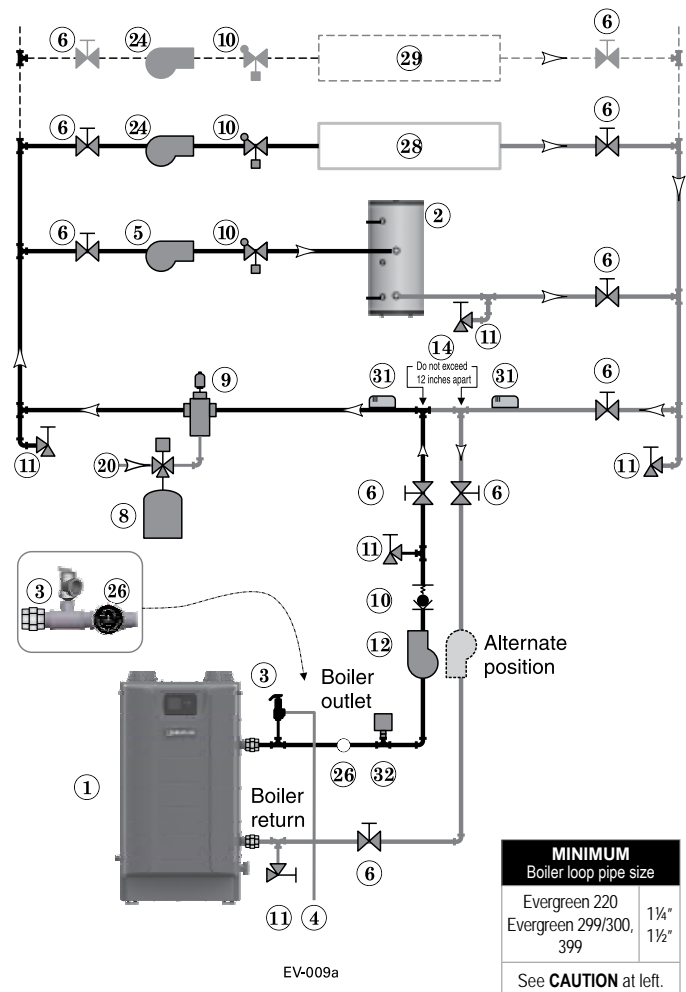 6 24 10 29 6
6 24 10 28 6
6 5 10 2 6
11
14
Do not exceed
12 inches apart
9 31 31 6
11 20 8 6 6 11
11
10
3 26
12 Alternate
position
3 Boiler
outlet
1 26 32
Boiler
return
6
11 4
EV-009a
MINIMUM
Boiler loop pipe size
Evergreen 220 1¼"
Evergreen 299/300, 1½"
399
See CAUTION at left.